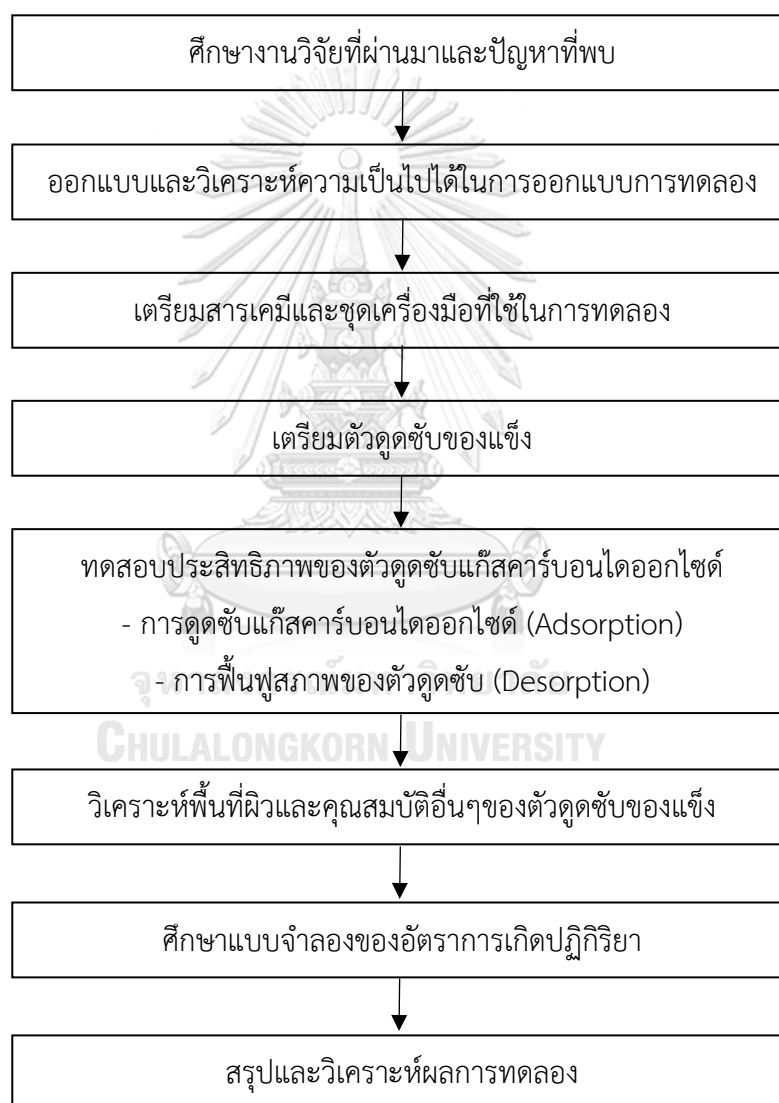 ศึกษางานวิจัยที่ผ่านมาและปัญหาที่พบ
ออกแบบและวิเคราะห์ความเป็นไปได้ในการออกแบบการทดลอง
เตรียมสารเคมีและชุดเครื่องมือที่ใช้ในการทดลอง
เตรียมตัวดูดซับของแข็ง
ทดสอบประสิทธิภาพของตัวดูดซับแก๊สคาร์บอนไดออกไซด์
- การดูดซับแก๊สคาร์บอนไดออกไซด์ (Adsorption)
- การฟื้นฟูสภาพของตัวดูดซับ (Desorption)
CHULALONGKORN UNIVERSITY
วิเคราะห์พื้นที่ผิวและคุณสมบัติอื่นๆของตัวดูดซับของแข็ง
ศึกษาแบบจำลองของอัตราการเกิดปฏิกิริยา
สรุปและวิเคราะห์ผลการทดลอง